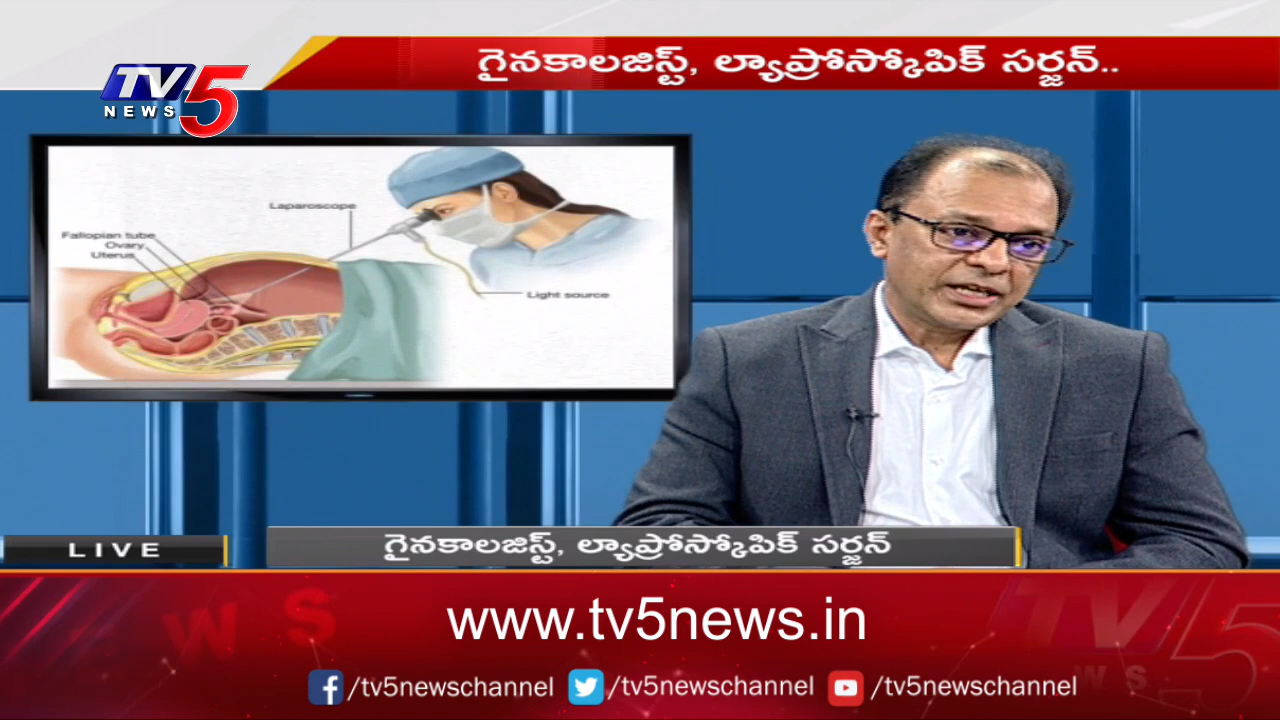 గైనకాలజిస్ట్, ల్యాప్రోస్కోపిక్ సర్జన్..
TV5
NEWS
Laparoscope
Fallopian tube
Ovary
Uterus
Light source
LIVE
గైనకాలజిస్ట్, ల్యాప్రోస్కోపిక్ సర్జన్
W S
TV5
W S
www.tv5news.in
/tv5newschannel /tv5newschannel /tv5newschannel